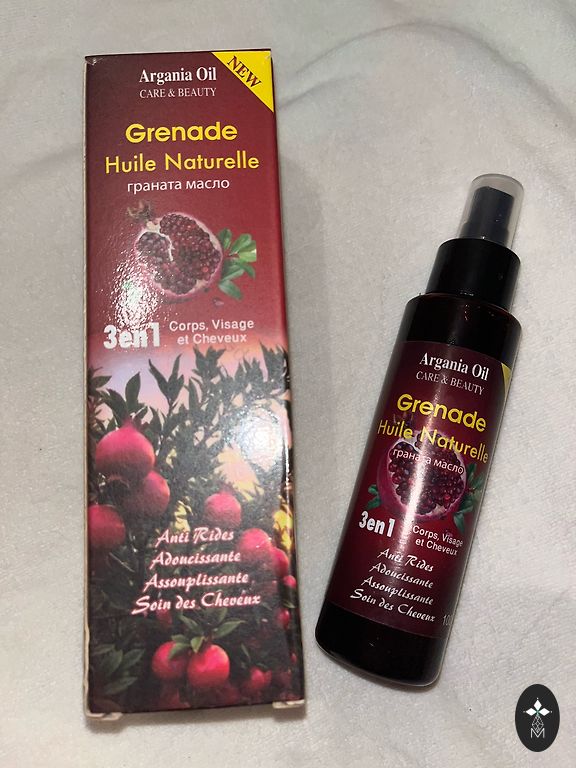 NEW
Argania Oil
CARE & BEAUTY
Grenade
Huile Naturelle
граната масло
3en1
Corps, Visage
et Cheveux
Anti Rides
Adoucissante
Assouplissante
Soin des Cheveux
Argania Oil
CARE & BEAUTY
Grenade
Huile Naturelle
граната масло
3en1
Corps, Visage
et Cheveux
Anti Rides
Adoucissante
Assouplissante
Soin des Cheveux
M